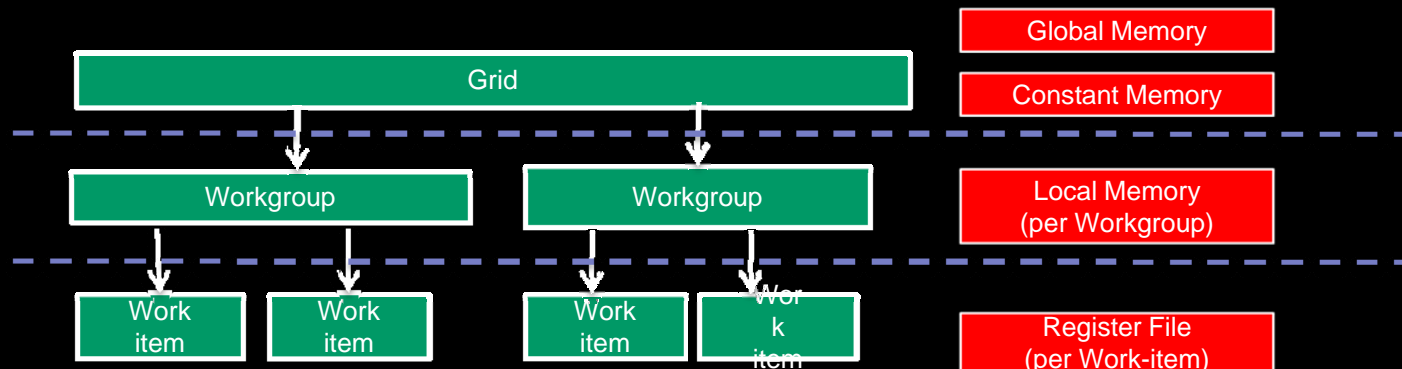 Global Memory
Grid
Constant Memory
Workgroup
Workgroup
Local Memory
(per Workgroup)
Work
item
Work
item
Work
item
Wor
k
item
Register File
(per Work-item)